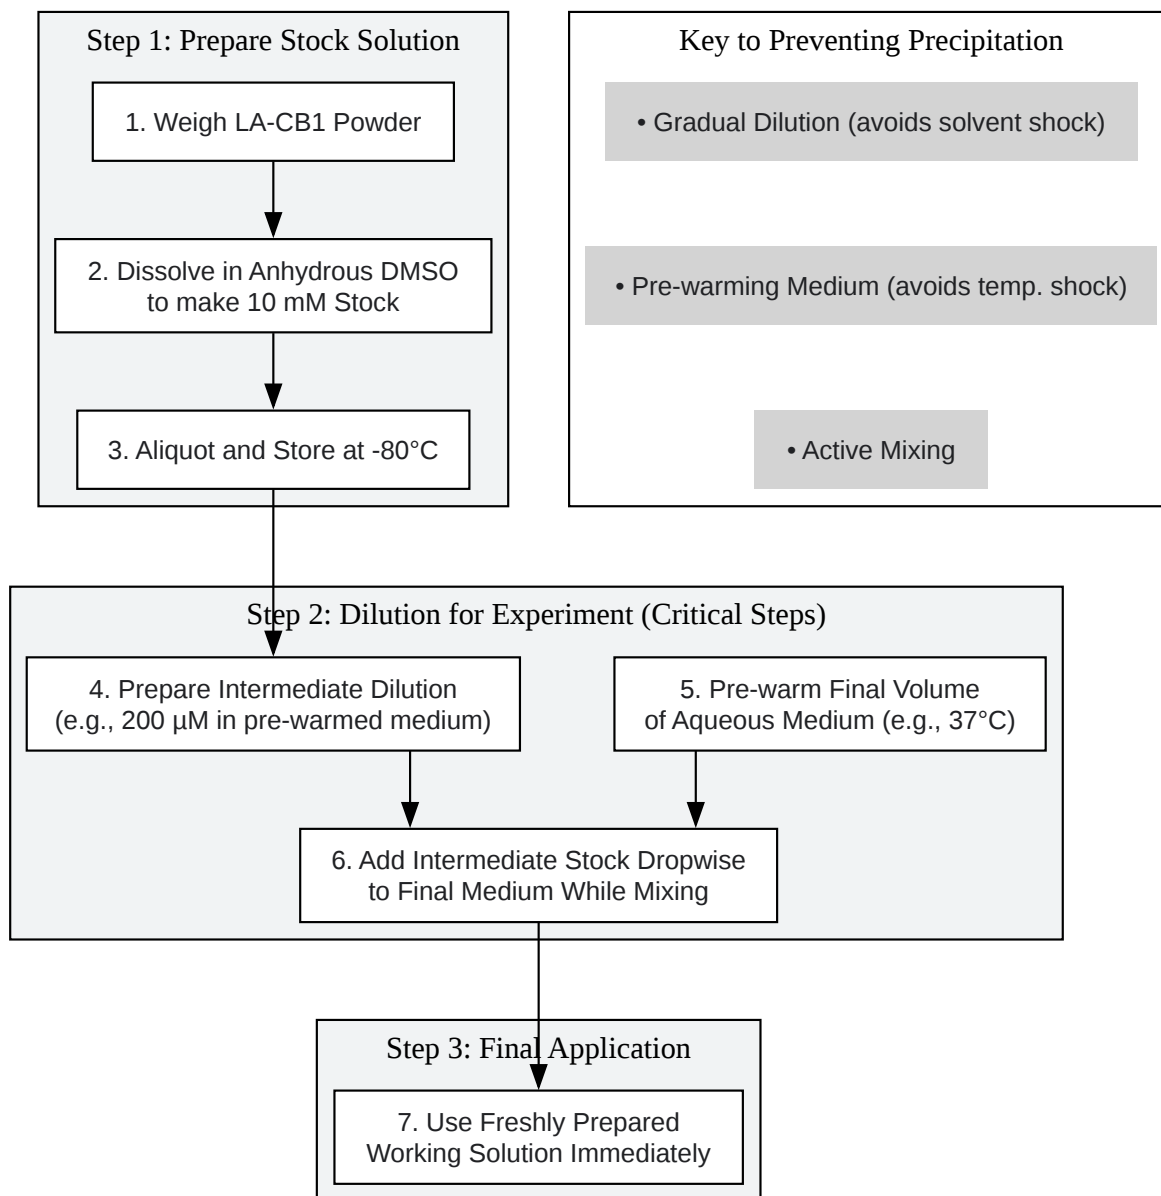 Step 1: Prepare Stock Solution
1. Weigh LA-CB1 Powder
2. Dissolve in Anhydrous DMSO
to make 10 mM Stock
3. Aliquot and Store at -80°C
Key to Preventing Precipitation
• Gradual Dilution (avoids solvent shock)
• Pre-warming Medium (avoids temp. shock)
• Active Mixing
Step 2: Dilution for Experiment (Critical Steps)
4. Prepare Intermediate Dilution
(e.g., 200 µM in pre-warmed medium)
5. Pre-warm Final Volume
of Aqueous Medium (e.g., 37°C)
6. Add Intermediate Stock Dropwise
to Final Medium While Mixing
Step 3: Final Application
7. Use Freshly Prepared
Working Solution Immediately